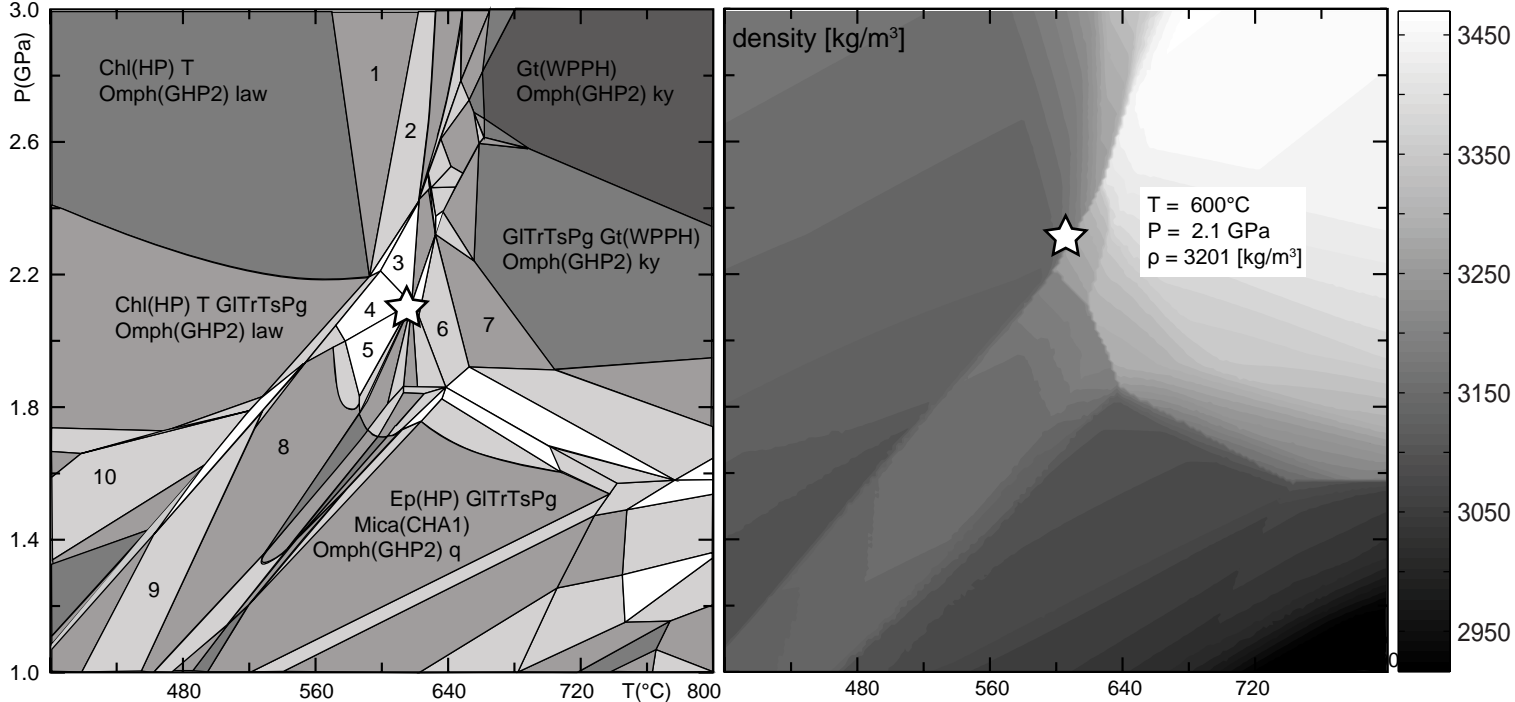 3.0
2.6
2.2
1.8
1.4
1.0
P(GPa)
Chl(HP) T
Omph(GHP2) law
1
2
Gt(WPPH)
Omph(GHP2) ky
GlTrTsPg Gt(WPPH)
Omph(GHP2) ky
3
Chl(HP) T GlTrTsPg
Omph(GHP2) law
4
5
6
7
8
10
9
Ep(HP) GlTrTsPg
Mica(CHA1)
Omph(GHP2) q
480
560
640
720
T(°C)
800
density [kg/m³]
T = 600°C
P = 2.1 GPa
ρ = 3201 [kg/m³]
480
560
640
720
0
3450
3350
3250
3150
3050
2950